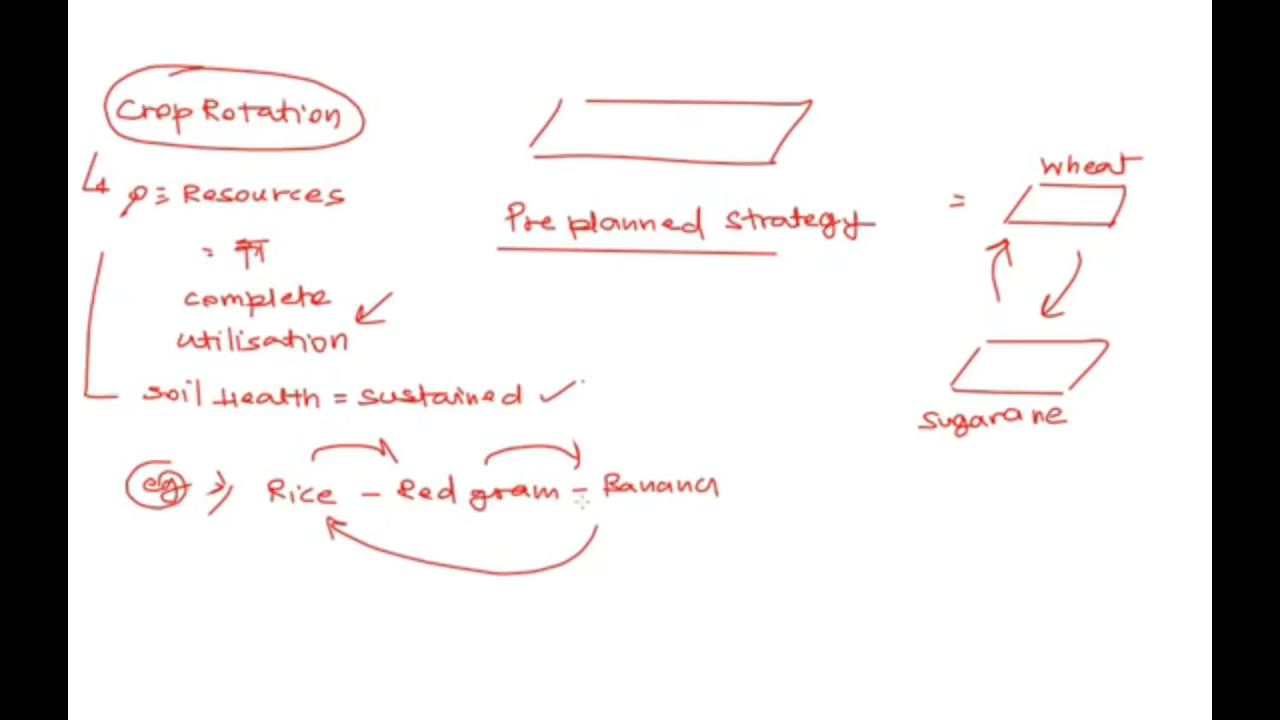 Crop Rotation
Resources
complete
utilisation
soil Health = sustained ✓
eg ⇒ Rice - Red gram - Banana
Pre planned strategy
= wheat
sugarane